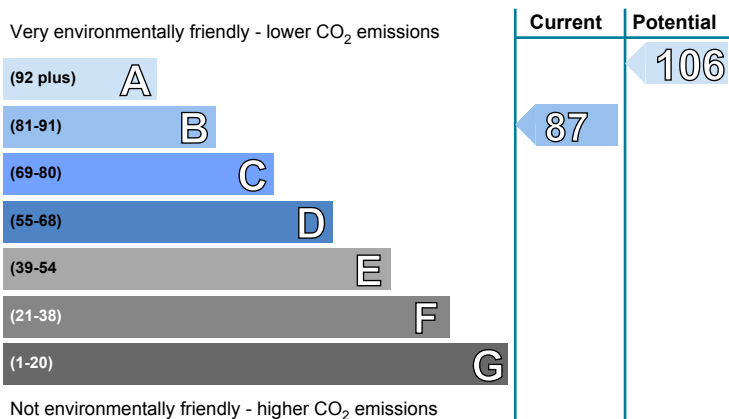 Very environmentally friendly - lower CO2 emissions
Current
Potential
(92 plus) A
106
(81-91) B
87
(69-80) C
(55-68) D
(39-54 E
(21-38) F
(1-20) G
Not environmentally friendly - higher CO2 emissions